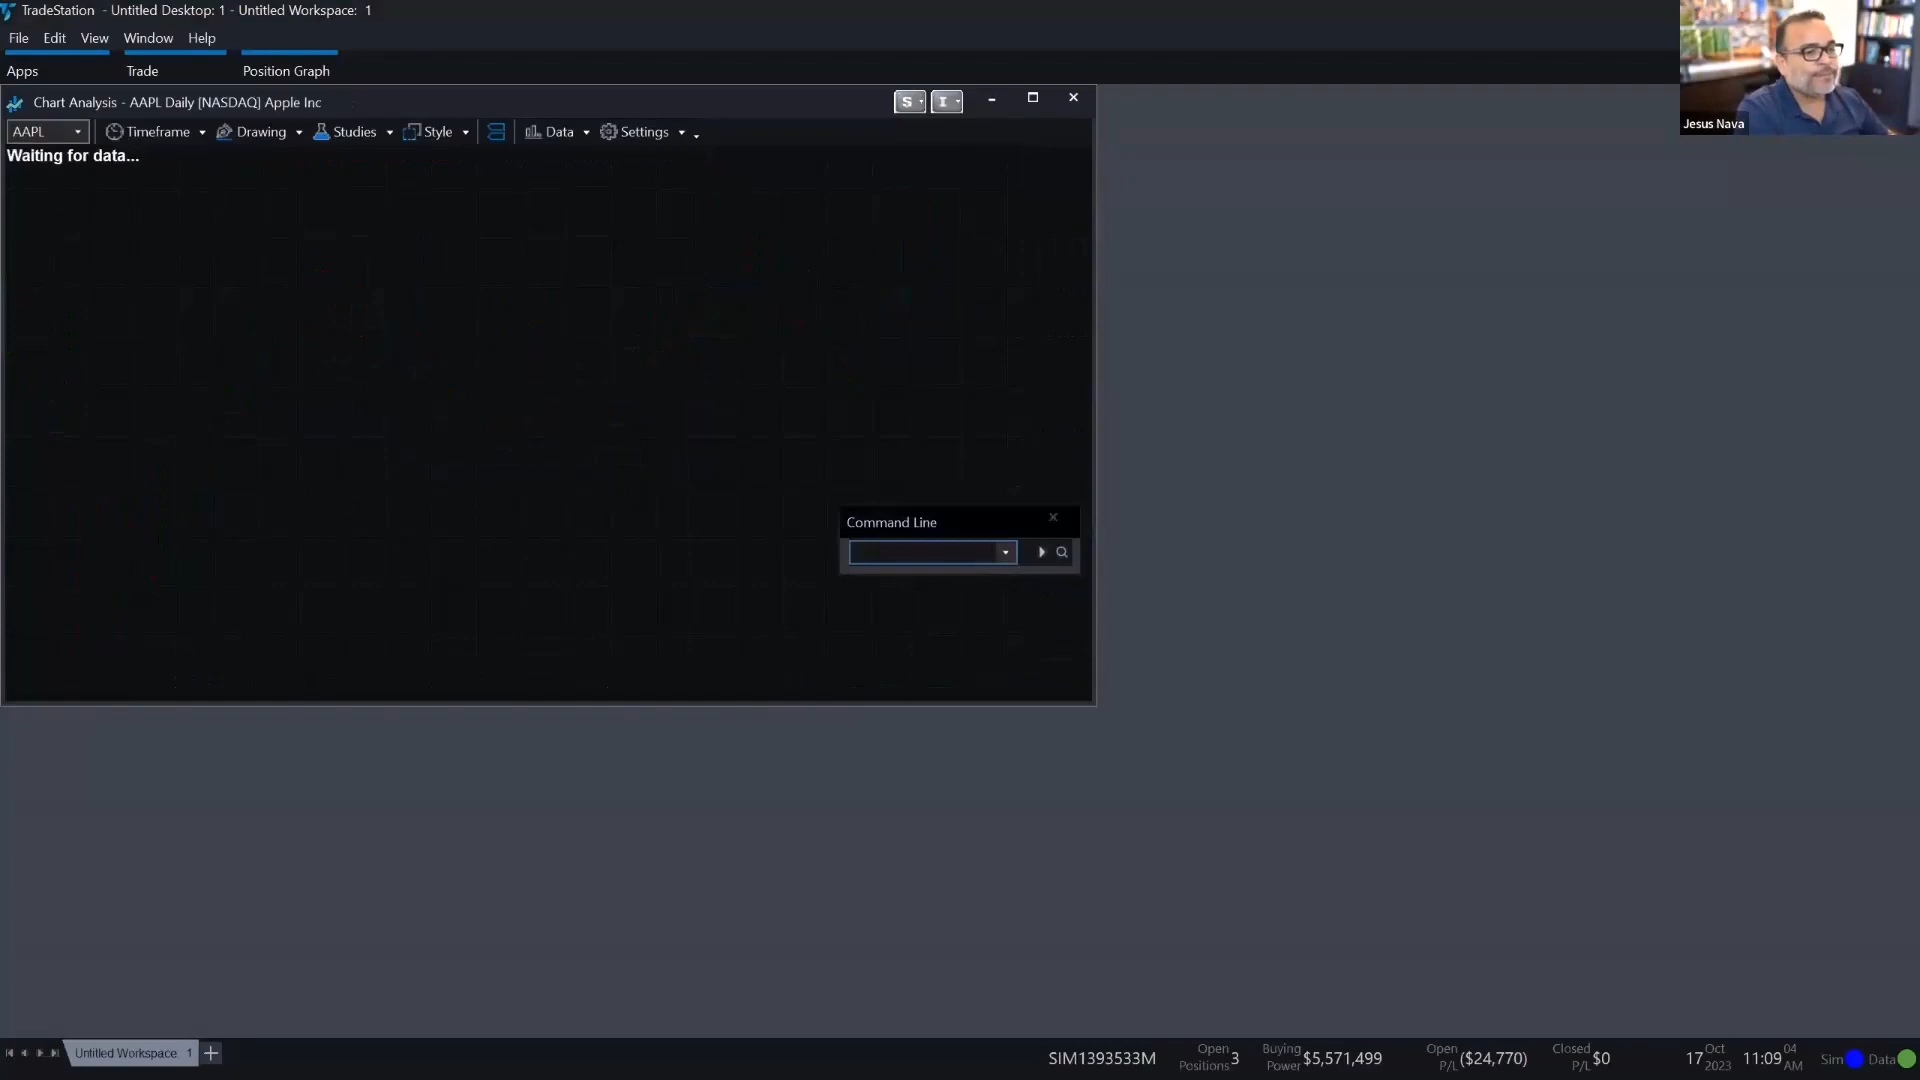 TradeStation - Untitled Desktop: 1 - Untitled Workspace: 1
File Edit View Window Help
Apps Trade Position Graph
Chart Analysis - AAPL Daily [NASDAQ] Apple Inc
S I
AAPL Timeframe Drawing Studies Style Data Settings
Waiting for data...
Jesus Nava
Command Line
Untitled Workspace: 1
SIM1393533M
Open Positions 3
Buying Power $5,571,499
Open P/L ($24,770)
Closed P/L $0
17 Oct 2023
11:09 04 AM
Sim Data